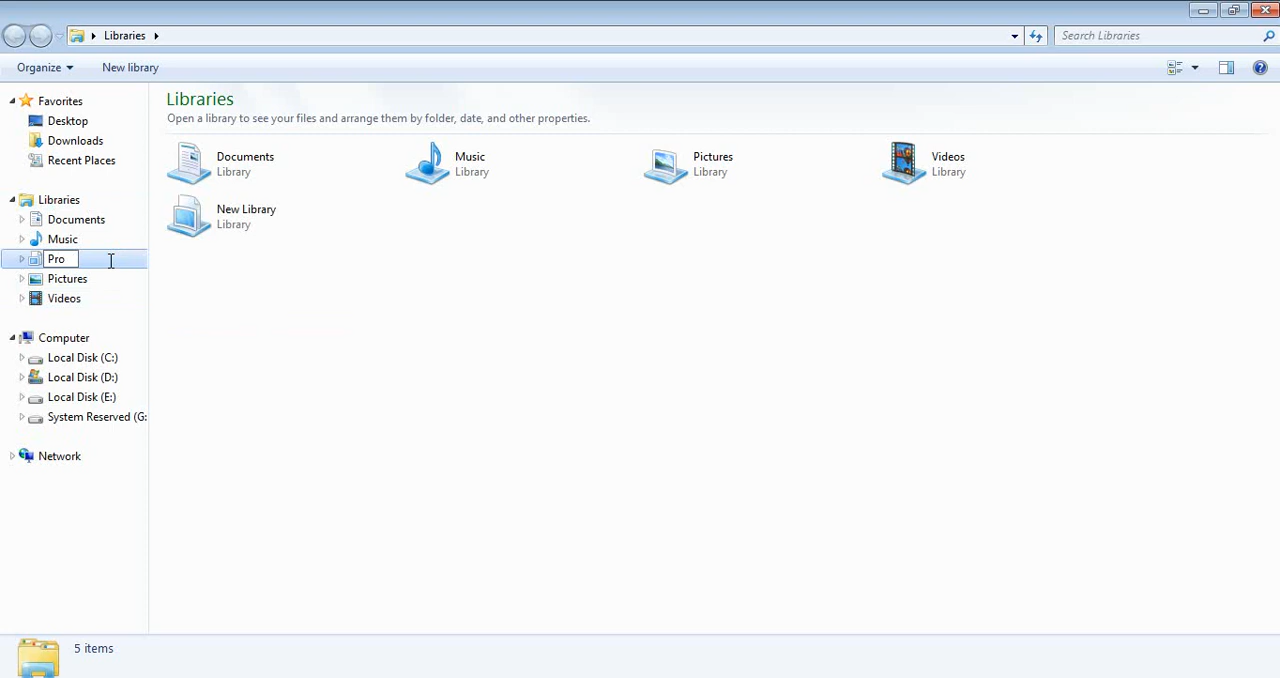 Libraries
Search Libraries
Organize
New library
Favorites
Desktop
Downloads
Recent Places
Libraries
Documents
Music
Pro
Pictures
Videos
Computer
Local Disk (C:)
Local Disk (D:)
Local Disk (E:)
System Reserved (G:
Network
Libraries
Open a library to see your files and arrange them by folder, date, and other properties.
Documents
Library
Music
Library
Pictures
Library
Videos
Library
New Library
Library
5 items